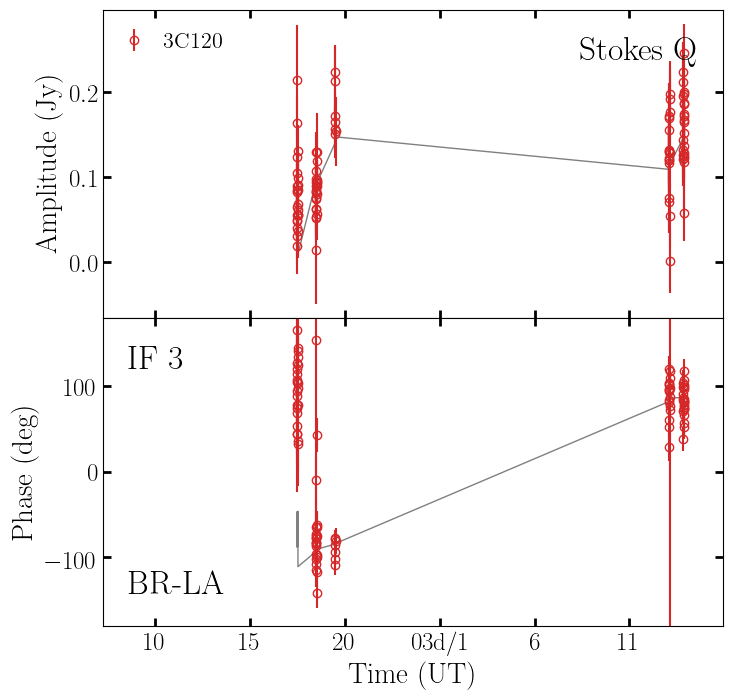 3C120
Stokes Q
0.2
0.1
0.0
Amplitude (Jy)
IF 3
100
0
−100
Phase (deg)
BR-LA
10 15 20 03d/1 6 11
Time (UT)